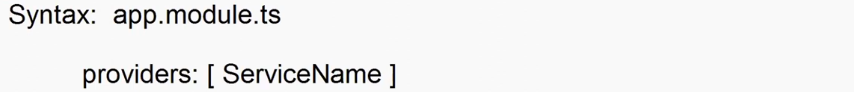 Syntax: app.module.ts
providers: [ ServiceName ]